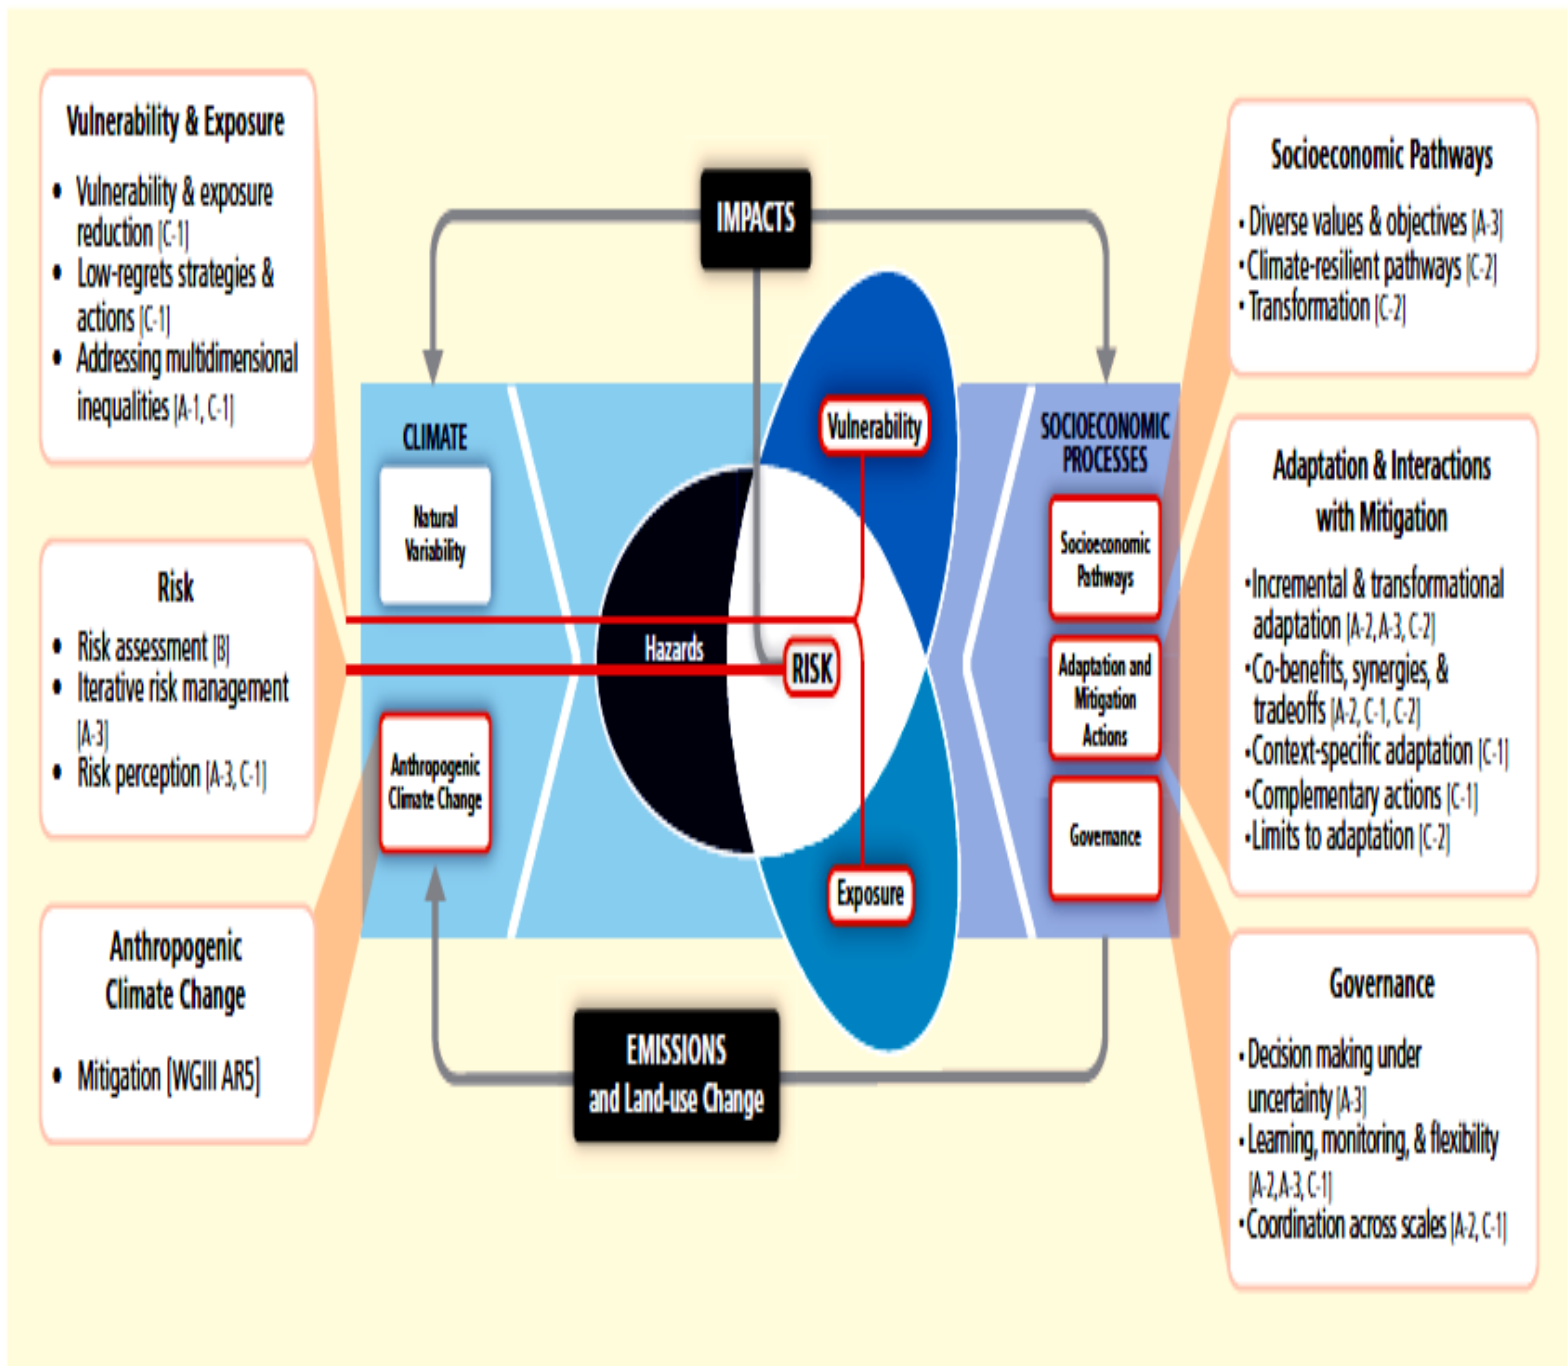 Vulnerability & Exposure
• Vulnerability & exposure
reduction [C-1]
• Low-regrets strategies &
actions [C-1]
• Addressing multidimensional
inequalities [A-1, C-1]
Risk
• Risk assessment [B]
• Iterative risk management
[A-3]
• Risk perception [A-3, C-1]
Anthropogenic
Climate Change
• Mitigation [WGIII AR5]
IMPACTS
CLIMATE
Natural
Variability
Anthropogenic
Climate Change
Vulnerability
Hazards
RISK
Exposure
EMISSIONS
and Land-use Change
SOCIOECONOMIC
PROCESSES
Socioeconomic
Pathways
Adaptation and
Mitigation
Actions
Governance
Socioeconomic Pathways
• Diverse values & objectives [A-3]
• Climate-resilient pathways [C-2]
• Transformation [C-2]
Adaptation & Interactions
with Mitigation
• Incremental & transformational
adaptation [A-2, A-3, C-2]
• Co-benefits, synergies, &
tradeoffs [A-2, C-1, C-2]
• Context-specific adaptation [C-1]
• Complementary actions [C-1]
• Limits to adaptation [C-2]
Governance
• Decision making under
uncertainty [A-3]
• Learning, monitoring, & flexibility
[A-2, A-3, C-1]
• Coordination across scales [A-2, C-1]